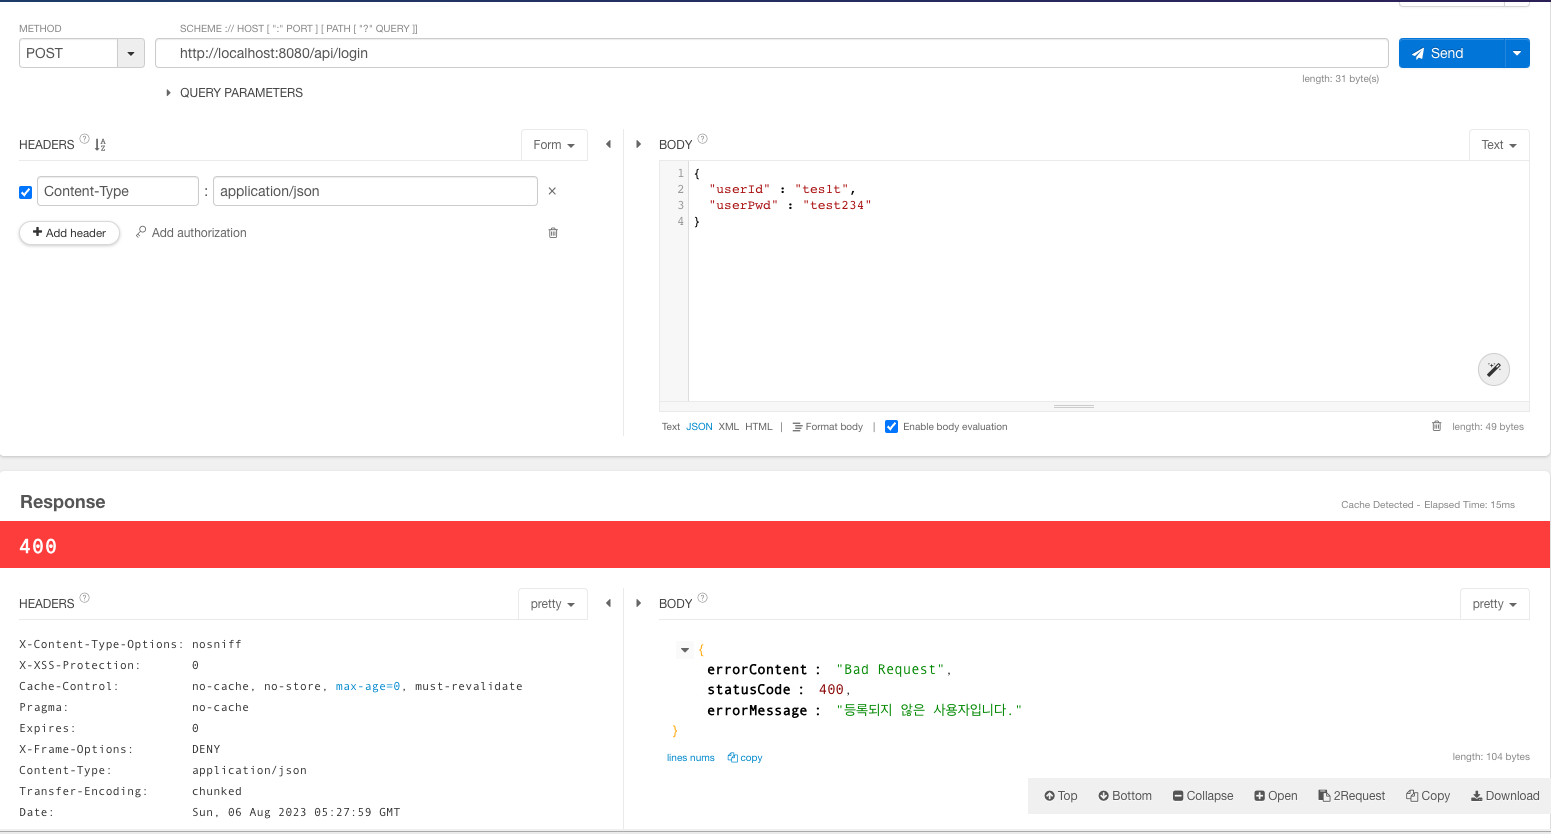 METHOD
SCHEME :// HOST [ ":" PORT ] [ PATH [ "?" QUERY ]]
POST
http://localhost:8080/api/login
Send
length: 31 byte(s)
QUERY PARAMETERS
HEADERS ? Form
Content-Type : application/json ×
+ Add header Add authorization
BODY ? Text
1 {
2 "userId" : "tes1t",
3 "userPwd" : "test234"
4 }
Text JSON XML HTML | Format body | Enable body evaluation length: 49 bytes
Response
Cache Detected - Elapsed Time: 15ms
400
HEADERS ? pretty
X-Content-Type-Options: nosniff
X-XSS-Protection: 0
Cache-Control: no-cache, no-store, max-age=0, must-revalidate
Pragma: no-cache
Expires: 0
X-Frame-Options: DENY
Content-Type: application/json
Transfer-Encoding: chunked
Date: Sun, 06 Aug 2023 05:27:59 GMT
BODY ? pretty
{
errorContent : "Bad Request",
statusCode : 400,
errorMessage : "등록되지 않은 사용자입니다."
}
lines nums copy length: 104 bytes
Top Bottom Collapse Open 2Request Copy Download